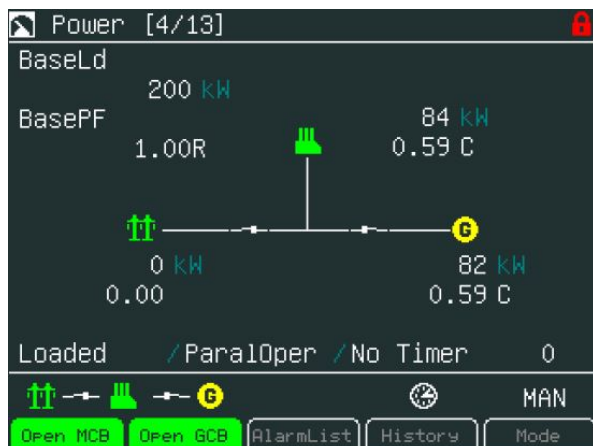 Power [4/13]
BaseLd
200 kW
BasePF
84 kW
1.00R
0.59 C
G
0 kW
82 kW
0.00
0.59 C
Loaded /ParalOper /No Timer 0
G
MAN
Open MCB Open GCB AlarmList History Mode